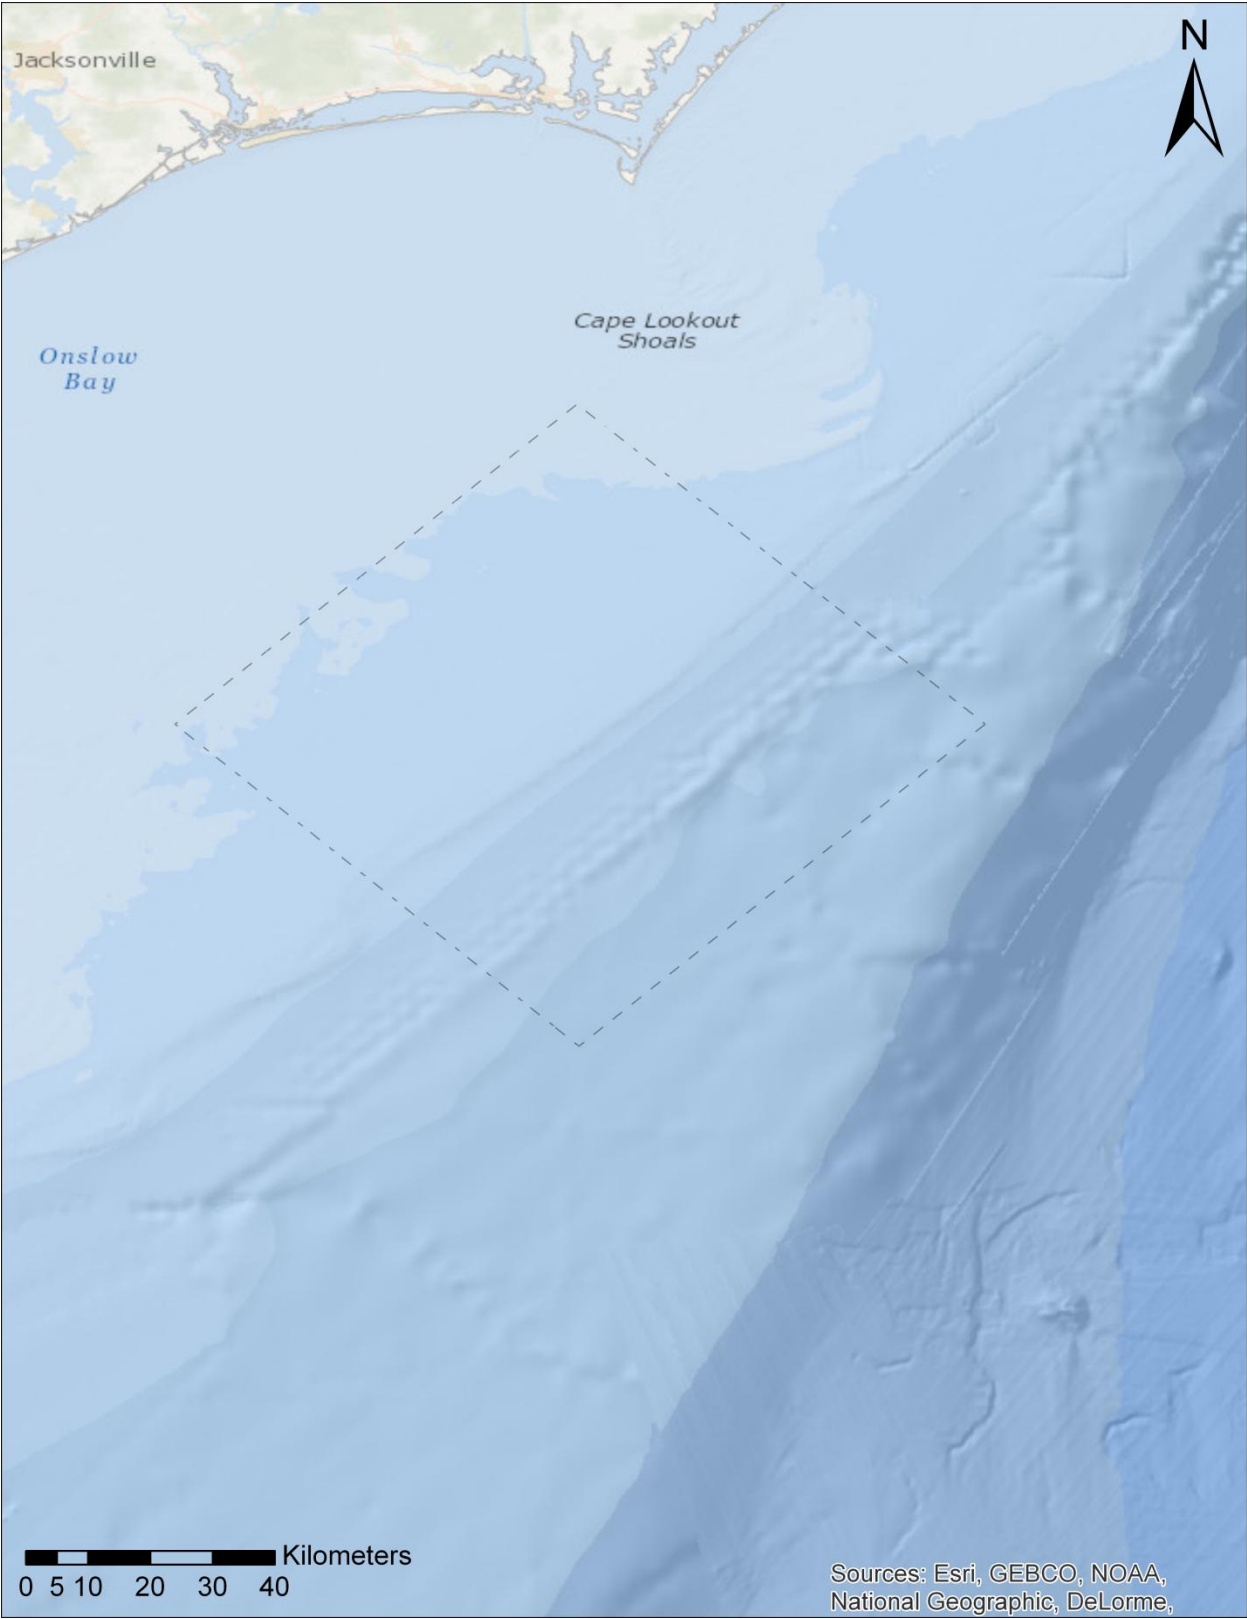 N
Jacksonville
Cape Lookout
Shoals
Onslow
Bay
Kilometers
0 5 10 20 30 40
Sources: Esri, GEBCO, NOAA,
National Geographic, DeLorme,